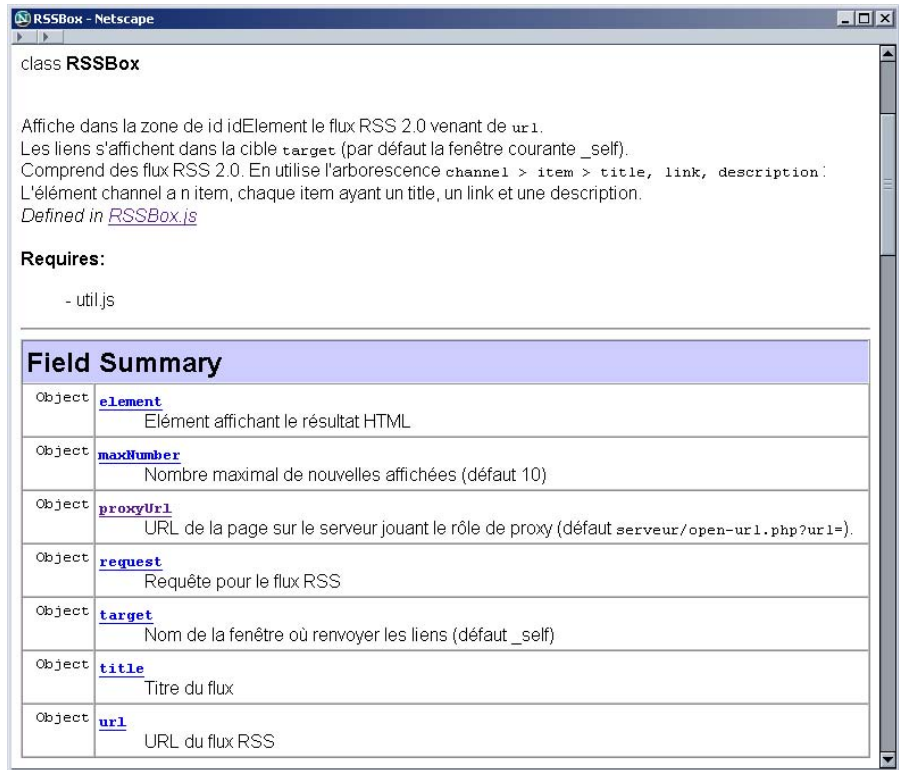 RSSBox - Netscape
class RSSBox
Affiche dans la zone de id idElement le flux RSS 2.0 venant de url.
Les liens s'affichent dans la cible target (par défaut la fenêtre courante _self).
Comprend des flux RSS 2.0. En utilise l'arborescence channel > item > title, link, description :
L'élément channel a n item, chaque item ayant un title, un link et une description.
Defined in RSSBox.js
Requires:
- util.js
Field Summary
Object element
Elément affichant le résultat HTML
Object maxNumber
Nombre maximal de nouvelles affichées (défaut 10)
Object proxyUrl
URL de la page sur le serveur jouant le rôle de proxy (défaut serveur/open-url.php?url=).
Object request
Requête pour le flux RSS
Object target
Nom de la fenêtre où renvoyer les liens (défaut _self)
Object title
Titre du flux
Object url
URL du flux RSS